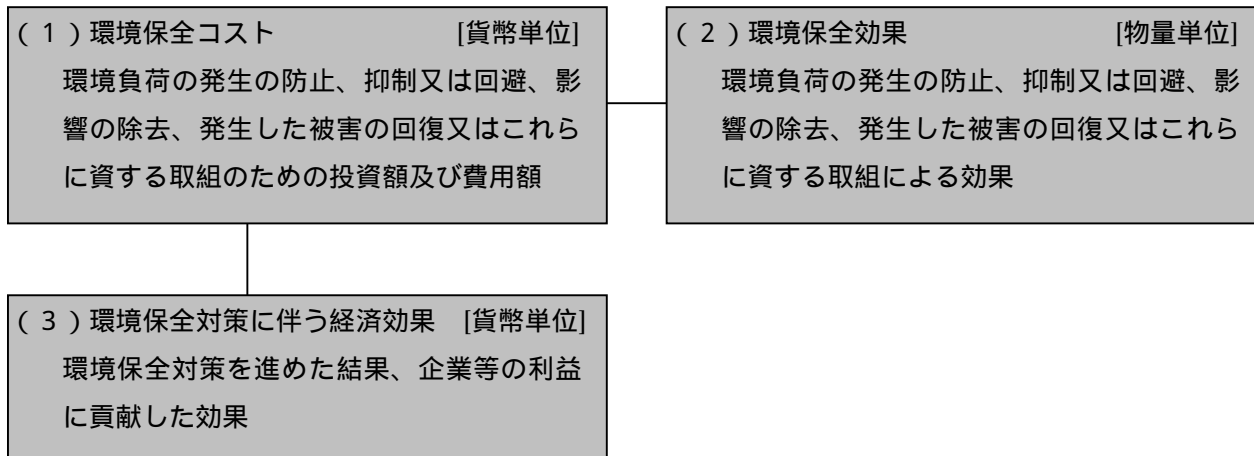 （１）環境保全コスト [貨幣単位]
環境負荷の発生の防止、抑制又は回避、影
響の除去、発生した被害の回復又はこれら
に資する取組のための投資額及び費用額
（２）環境保全効果 [物量単位]
環境負荷の発生の防止、抑制又は回避、影
響の除去、発生した被害の回復又はこれら
に資する取組による効果
（３）環境保全対策に伴う経済効果 [貨幣単位]
環境保全対策を進めた結果、企業等の利益
に貢献した効果